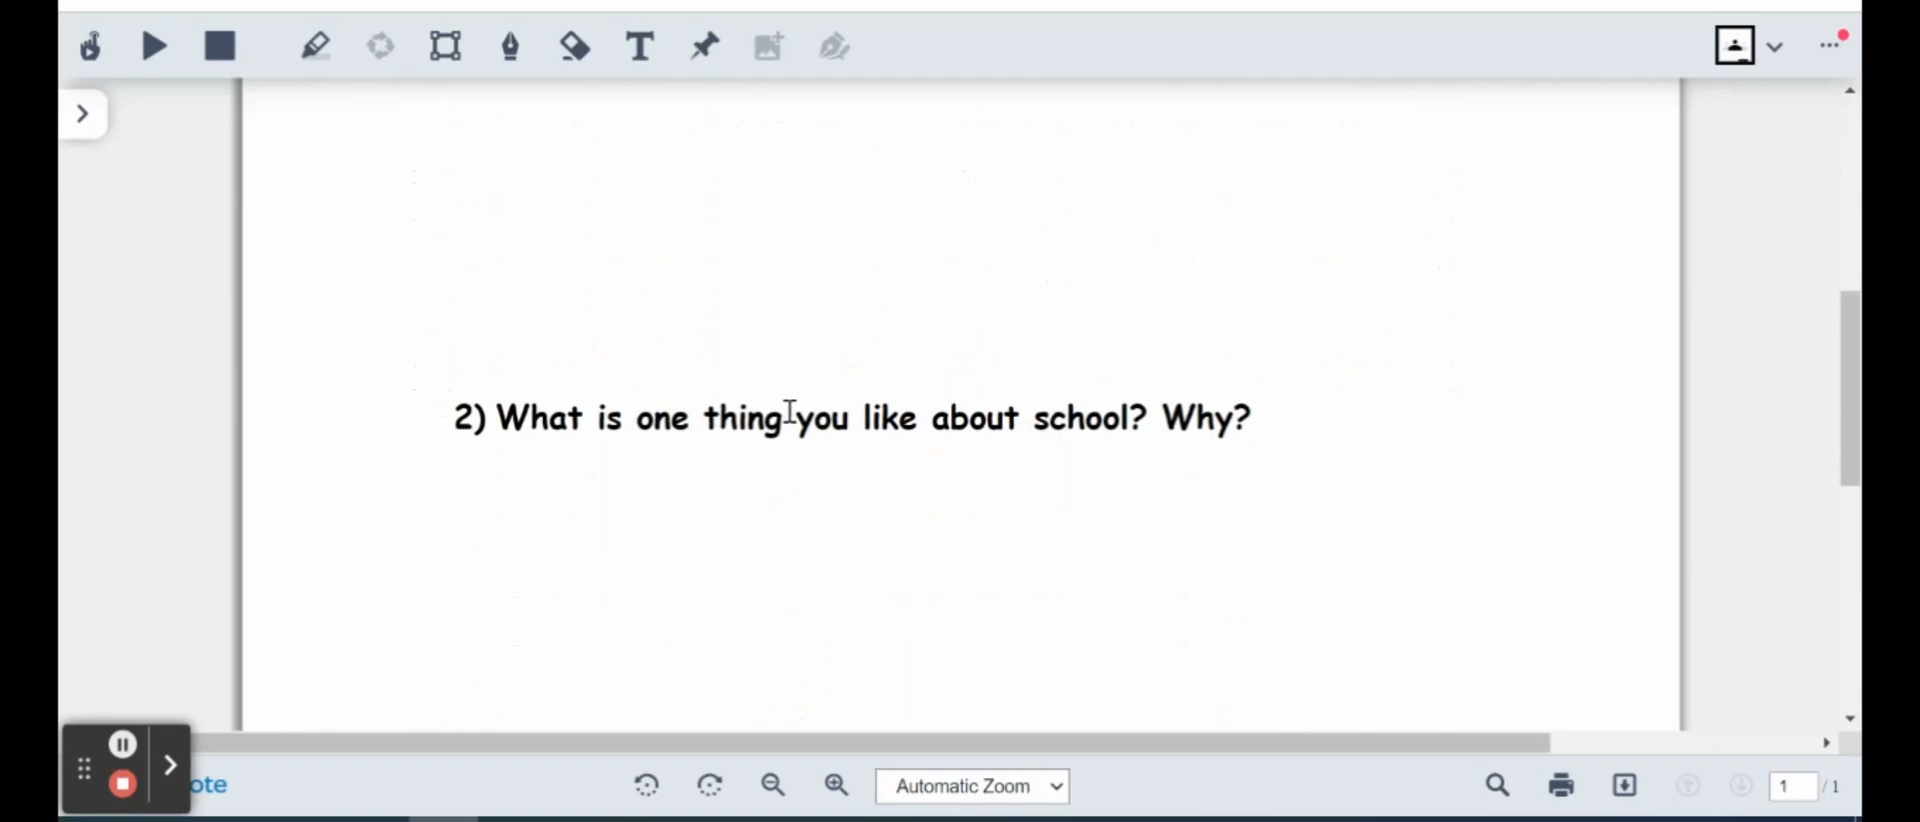 2) What is one thing you like about school? Why?
ote
Automatic Zoom
1 / 1